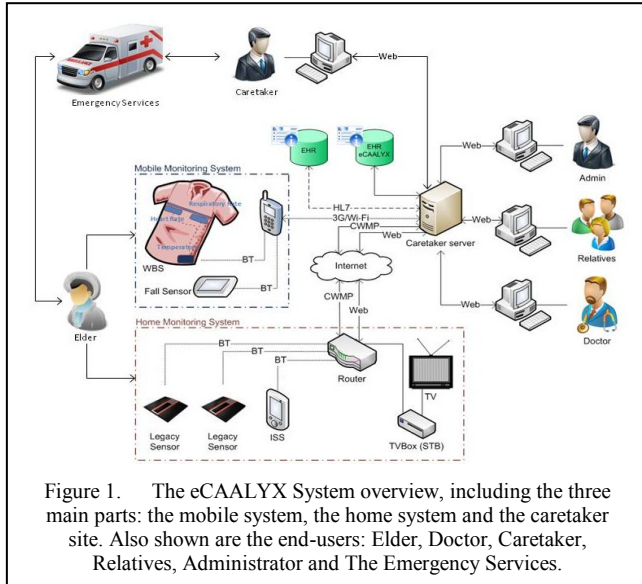 AMBULANCE
Emergency Services
Caretaker
Web
EHR
EHR
eCAALYX
Web
Admin
Mobile Monitoring System
Respiratory Rate
Heart Rate
Temperature
WBS
BT
Fall Sensor
BT
HL7
3G/Wi-Fi
CWMP
Web
Caretaker server
Web
Relatives
Internet
Web
Doctor
Elder
CWMP
Web
Home Monitoring System
BT
BT
BT
Router
TV
Legacy
Sensor
Legacy
Sensor
ISS
TVBox (STB)
Figure 1. The eCAALYX System overview, including the three
main parts: the mobile system, the home system and the caretaker
site. Also shown are the end-users: Elder, Doctor, Caretaker,
Relatives, Administrator and The Emergency Services.